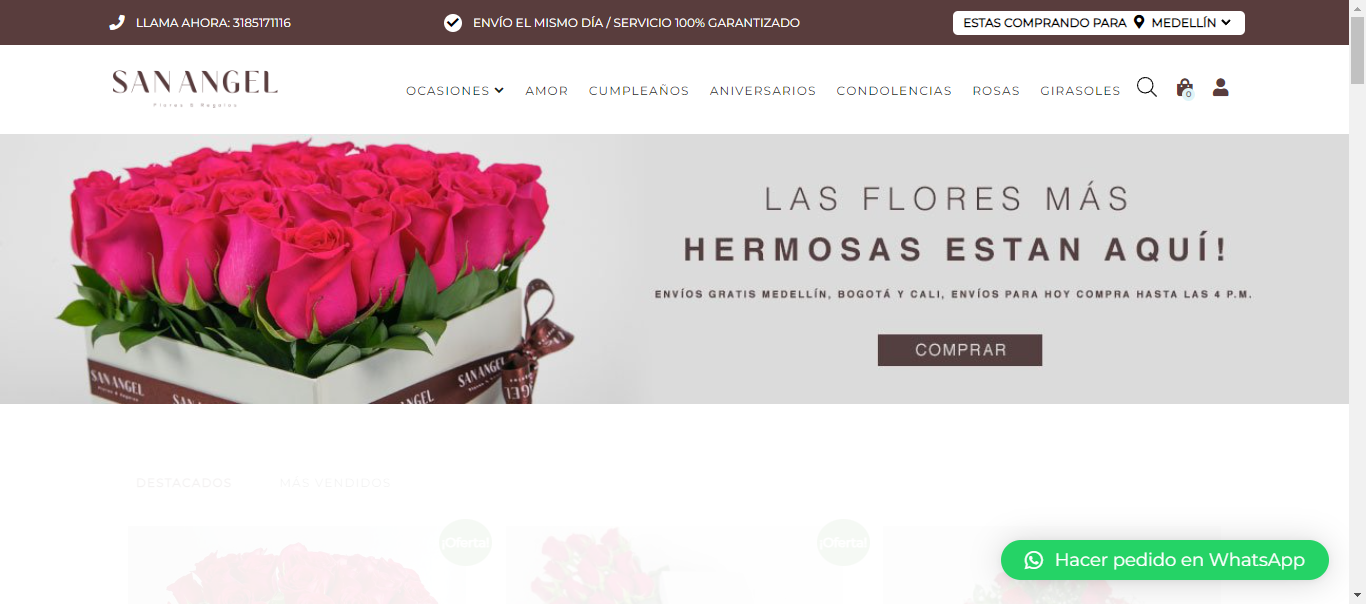 LLAMA AHORA: 3185171116
ENVÍO EL MISMO DÍA / SERVICIO 100% GARANTIZADO
ESTAS COMPRANDO PARA MEDELLÍN
SAN ANGEL
Flores & Regalos
OCASIONES AMOR CUMPLEAÑOS ANIVERSARIOS CONDOLENCIAS ROSAS GIRASOLES
0
LAS FLORES MÁS
HERMOSAS ESTAN AQUÍ!
ENVÍOS GRATIS MEDELLÍN, BOGOTÁ Y CALI, ENVÍOS PARA HOY COMPRA HASTA LAS 4 P.M.
COMPRAR
SAN ANGEL
Flores & Regalos
SAN
SAN ANGEL
ANGEL
DESTACADOS MÁS VENDIDOS
¡Oferta! ¡Oferta!
Hacer pedido en WhatsApp